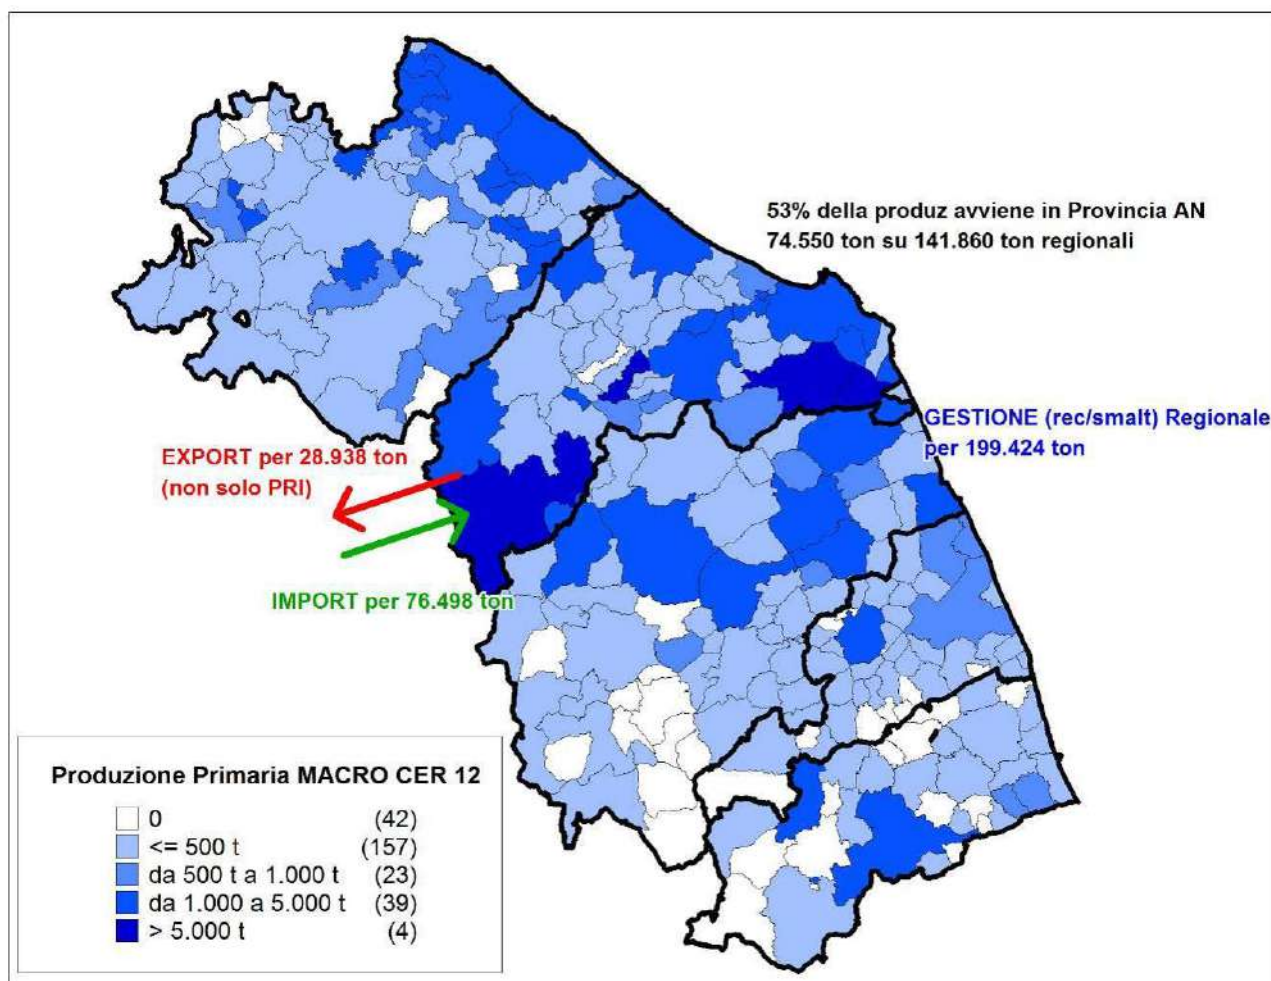 53% della produz avviene in Provincia AN
74.550 ton su 141.860 ton regionali
GESTIONE (rec/smalt) Regionale
per 199.424 ton
EXPORT per 28.938 ton
(non solo PRI)
IMPORT per 76.498 ton
Produzione Primaria MACRO CER 12
0 (42)
<= 500 t (157)
da 500 t a 1.000 t (23)
da 1.000 a 5.000 t (39)
> 5.000 t (4)